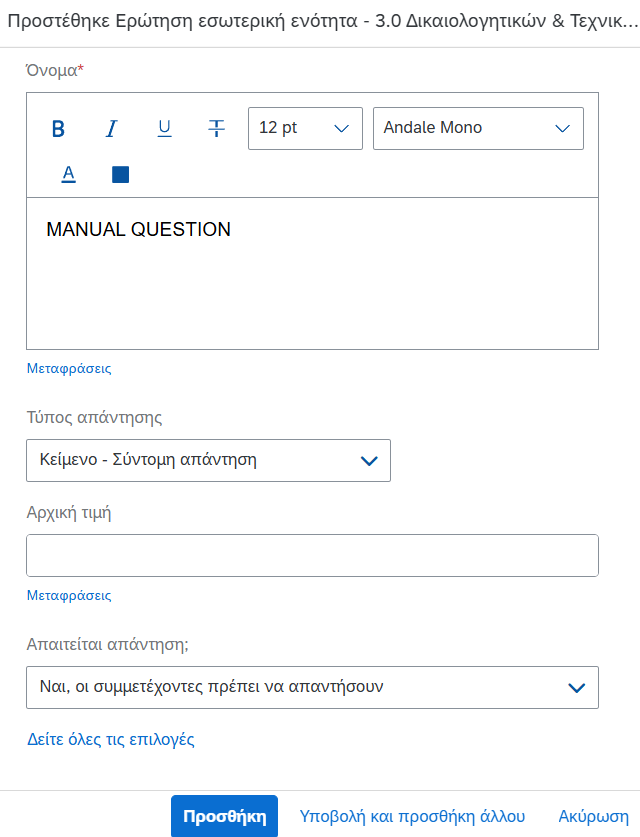 Προστέθηκε Ερώτηση εσωτερική ενότητα - 3.0 Δικαιολογητικών & Τεχνικ...
Όνομα*
B I U T 12 pt Andale Mono
A
MANUAL QUESTION
Μεταφράσεις
Τύπος απάντησης
Κείμενο - Σύντομη απάντηση
Αρχική τιμή
Μεταφράσεις
Απαιτείται απάντηση;
Ναι, οι συμμετέχοντες πρέπει να απαντήσουν
Δείτε όλες τις επιλογές
Προσθήκη Υποβολή και προσθήκη άλλου Ακύρωση